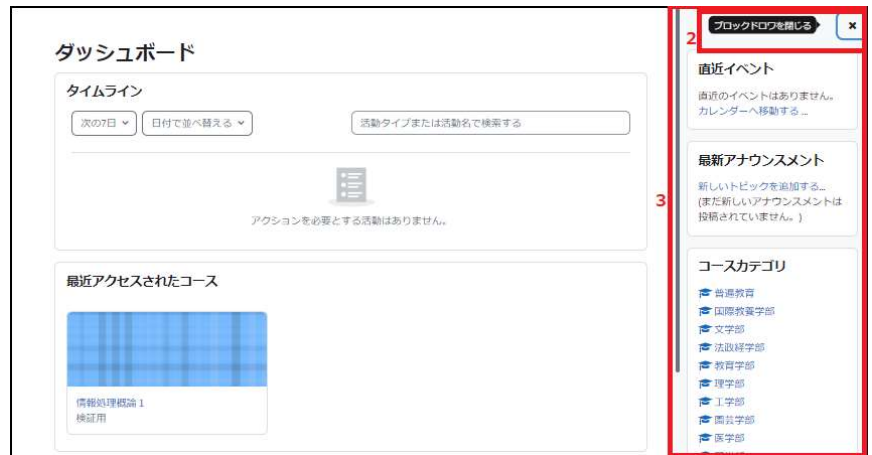 ダッシュボード
タイムライン
次の7日
日付で並べ替える
活動タイプまたは活動名で検索する
アクションを必要とする活動はありません。
最近アクセスされたコース
情報処理概論 1
検証用
2
ブロックドロワを閉じる
×
3
直近イベント
直近のイベントはありません。
カレンダーへ移動する ...
最新アナウンスメント
新しいトピックを追加する...
(まだ新しいアナウンスメントは
投稿されていません。)
コースカテゴリ
普遍教育
国際教養学部
文学部
法政経学部
教育学部
理学部
工学部
園芸学部
医学部